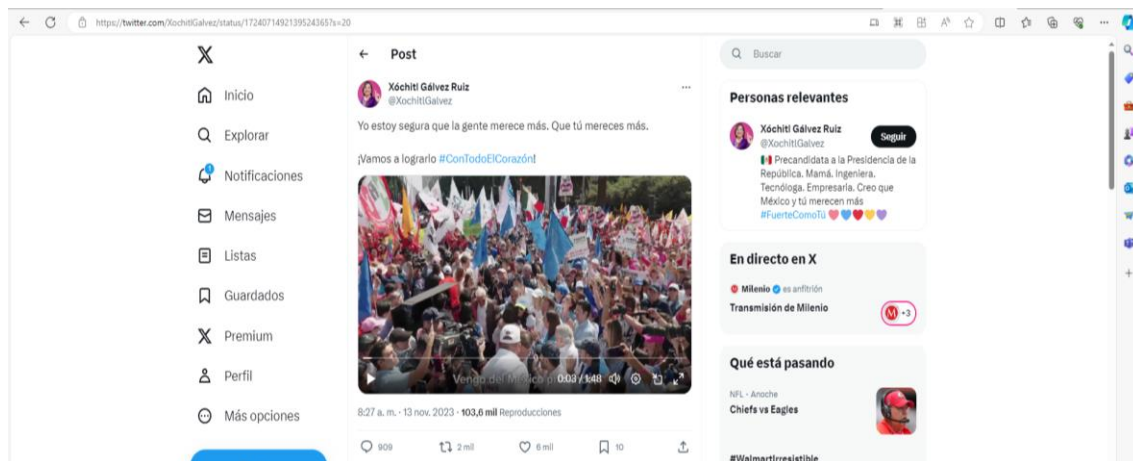 https://twitter.com/XochitlGalvez/status/1724071492139524365?s=20
Inicio
Explorar
Notificaciones
Mensajes
Listas
Guardados
Premium
Perfil
Más opciones
Post
Xóchitl Gálvez Ruiz
@XochitlGalvez
Yo estoy segura que la gente merece más. Que tú mereces más.
¡Vamos a lograrlo #ConTodoElCorazón!
Vengo del México p
0:03 / 1:48
8:27 a. m. · 13 nov. 2023 · 103,6 mil Reproducciones
909 2 mil 6 mil 10
Buscar
Personas relevantes
Xóchitl Gálvez Ruiz
@XochitlGalvez
Seguir
Precandidata a la Presidencia de la
República. Mamá. Ingeniera.
Tecnóloga. Empresaria. Creo que
México y tú merecen más
#FuerteComoTú
En directo en X
Milenio es anfitrión
Transmisión de Milenio
+3
Qué está pasando
NFL · Anoche
Chiefs vs Eagles
#WalmartIrresistible